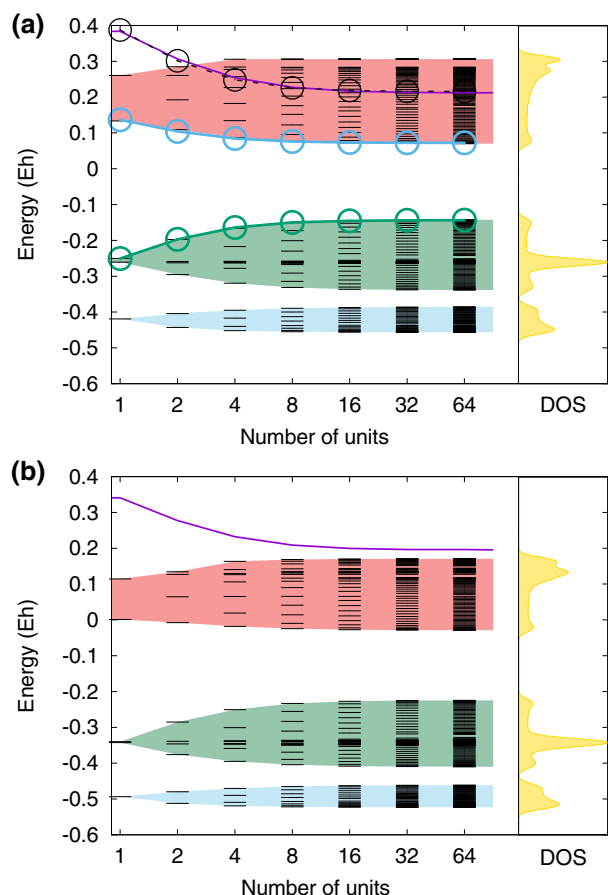 (a)
0.4
0.3
0.2
0.1
0
-0.1
-0.2
-0.3
-0.4
-0.5
-0.6
Energy (Eh)
1 2 4 8 16 32 64
DOS
Number of units
(b)
0.4
0.3
0.2
0.1
0
-0.1
-0.2
-0.3
-0.4
-0.5
-0.6
Energy (Eh)
1 2 4 8 16 32 64
DOS
Number of units